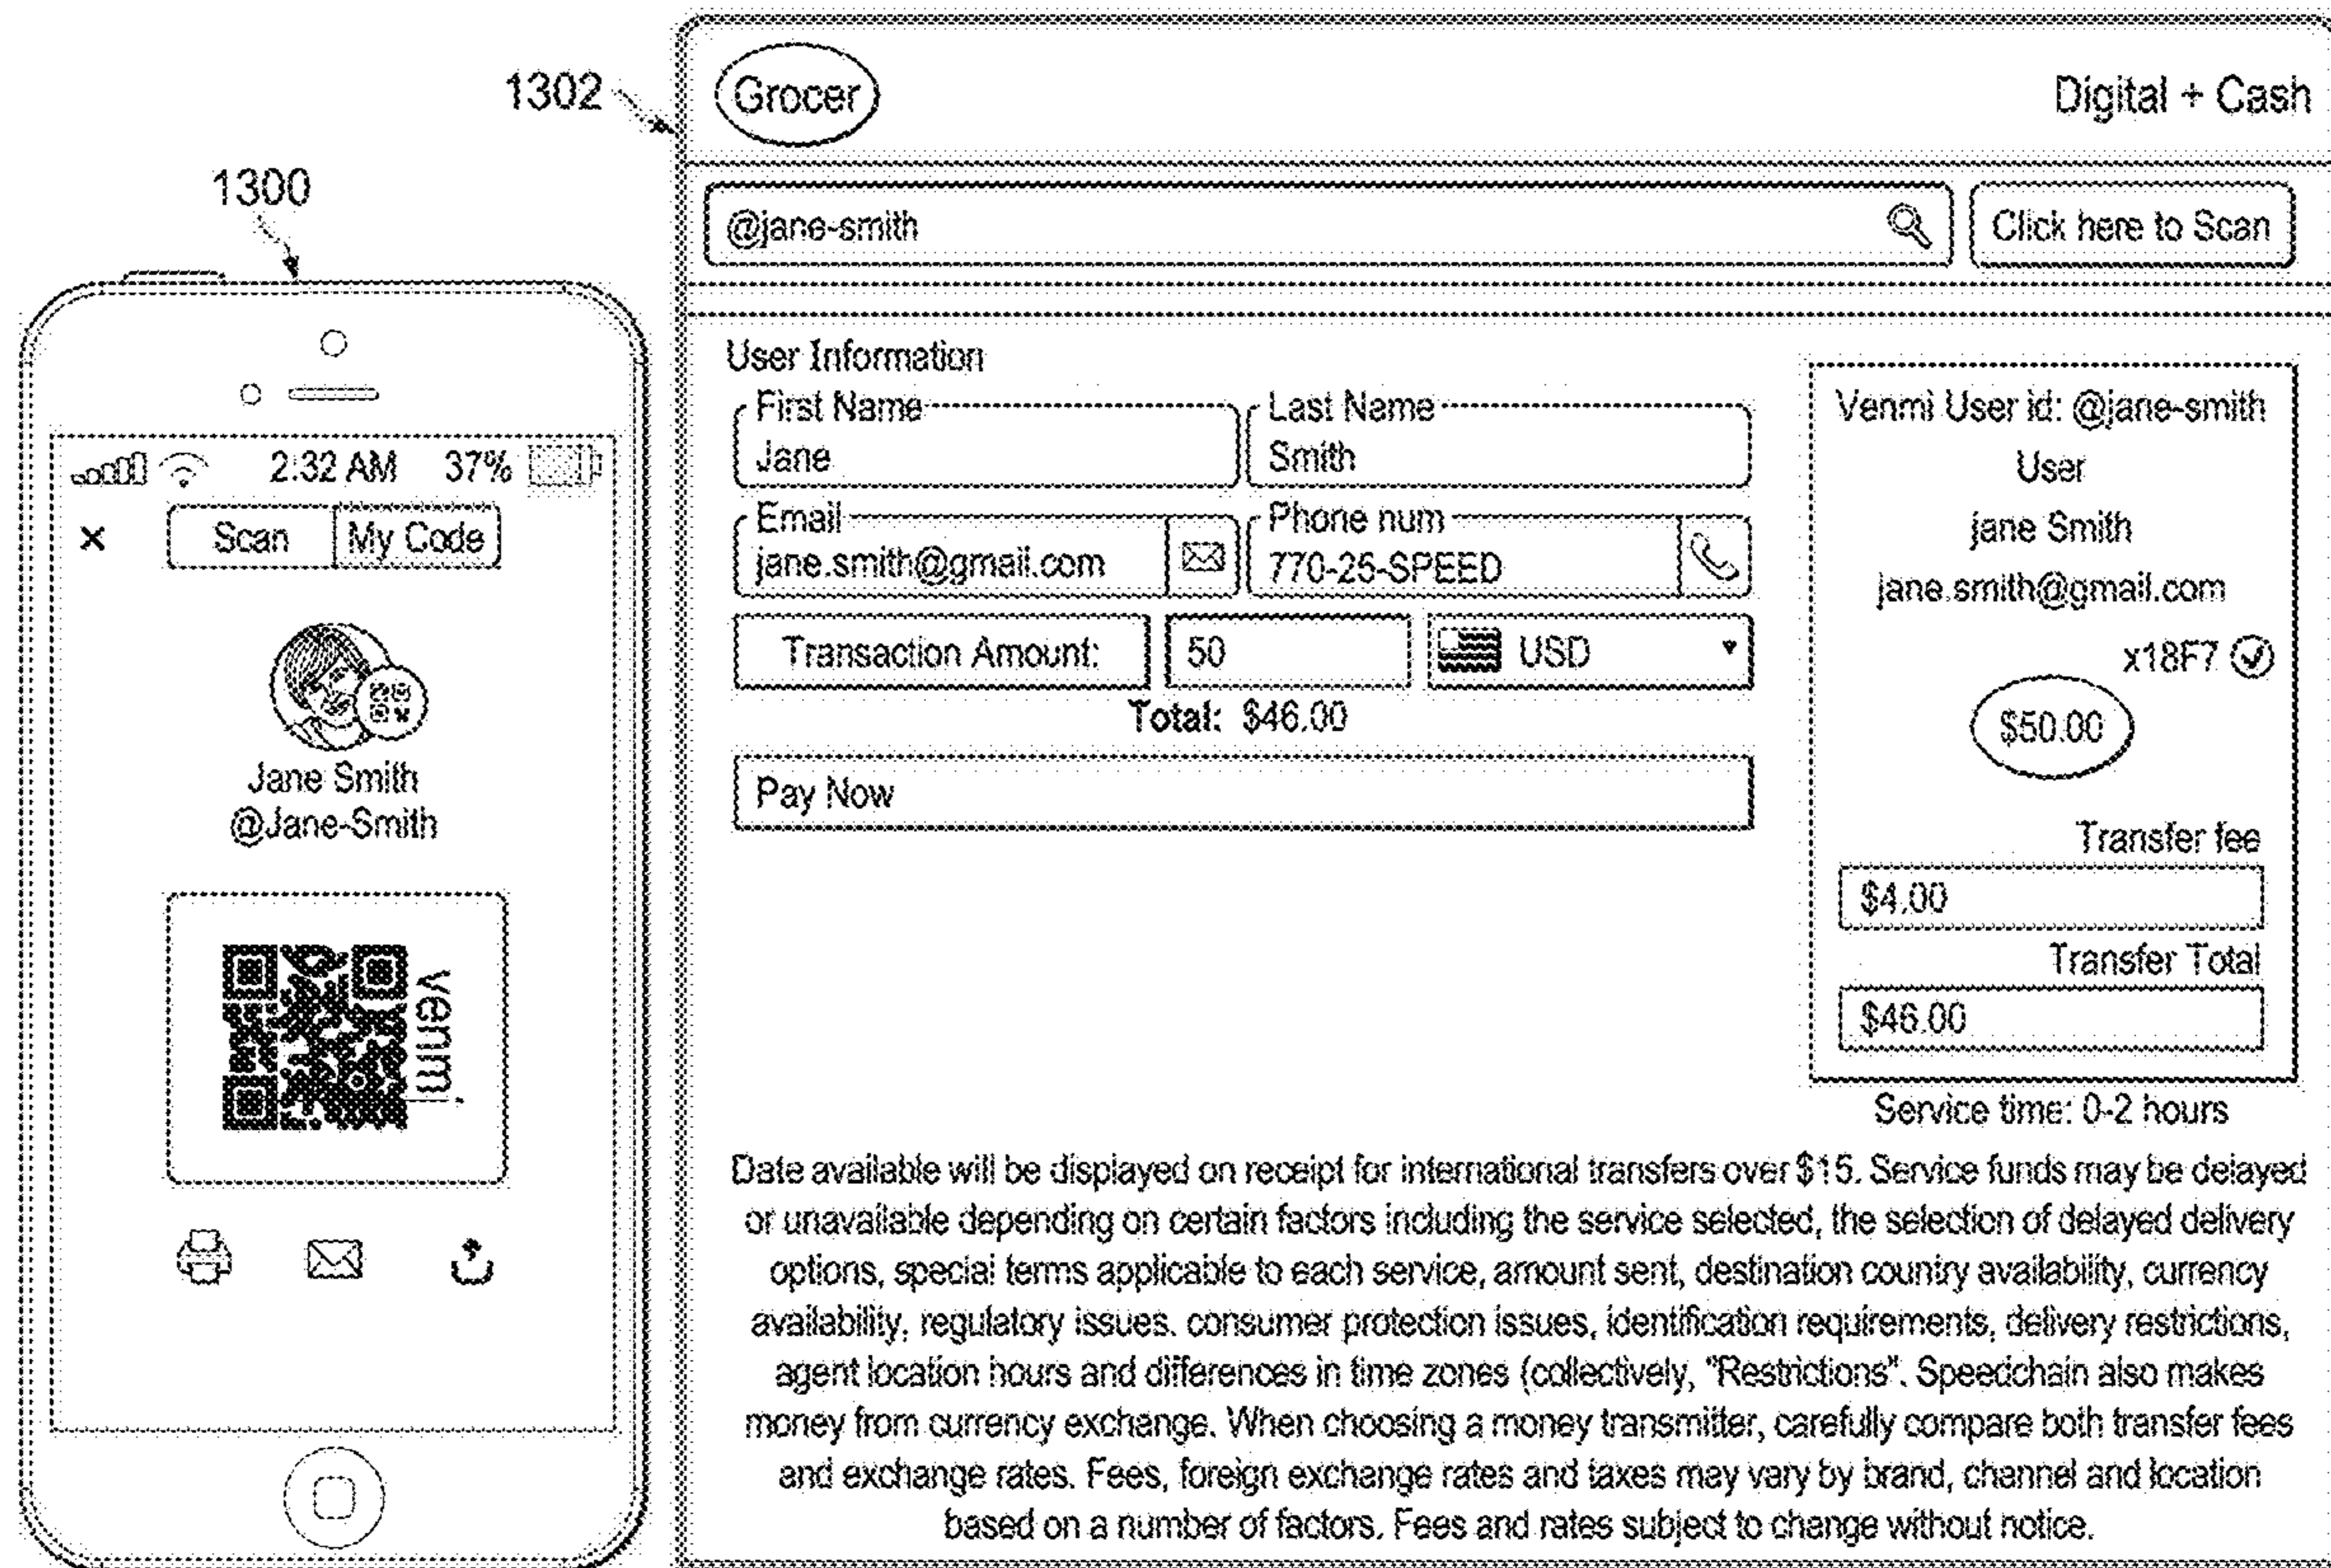 1300
2:32 AM 37%
× Scan My Code
Jane Smith
@Jane-Smith
venmi
1302
Grocer Digital + Cash
@jane-smith Click here to Scan
User Information
First Name Last Name
Jane Smith
Email Phone num
jane.smith@gmail.com 770-25-SPEED
Transaction Amount: 50 USD
Total: $46.00
Pay Now
Venmi User id: @jane-smith
User
jane Smith
jane.smith@gmail.com
x18F7
$50.00
Transfer fee
$4.00
Transfer Total
$46.00
Service time: 0-2 hours
Date available will be displayed on receipt for international transfers over $15. Service funds may be delayed
or unavailable depending on certain factors including the service selected, the selection of delayed delivery
options, special terms applicable to each service, amount sent, destination country availability, currency
availability, regulatory issues. consumer protection issues, identification requirements, delivery restrictions,
agent location hours and differences in time zones (collectively, "Restrictions". Speedchain also makes
money from currency exchange. When choosing a money transmitter, carefully compare both transfer fees
and exchange rates. Fees, foreign exchange rates and taxes may vary by brand, channel and location
based on a number of factors. Fees and rates subject to change without notice.